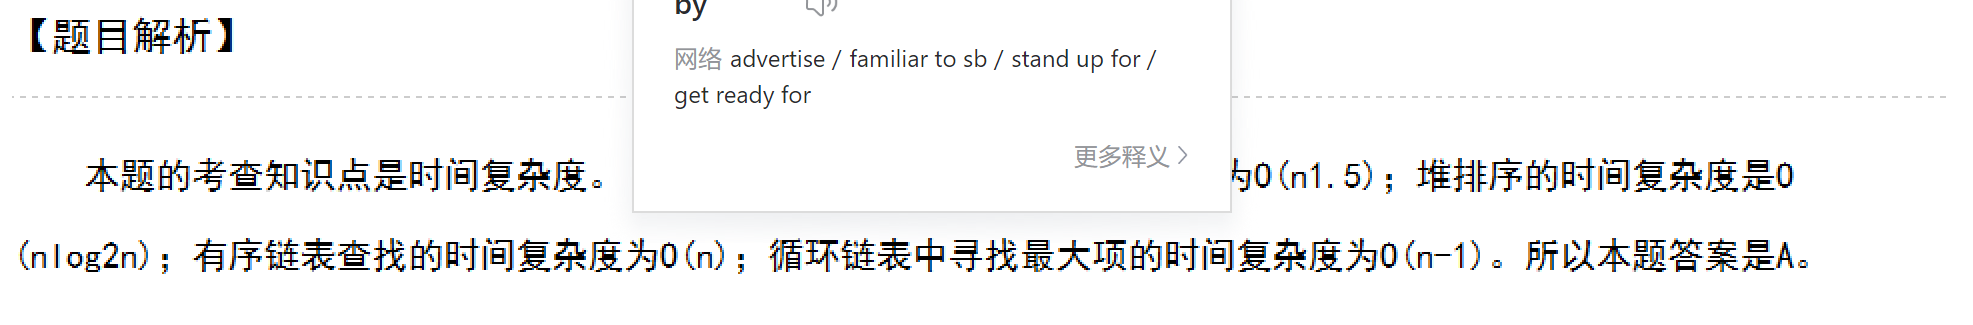 【题目解析】
by
网络 advertise / familiar to sb / stand up for /
get ready for
更多释义
本题的考查知识点是时间复杂度。 为O(n1.5)；堆排序的时间复杂度是O
(nlog2n)；有序链表查找的时间复杂度为O(n)；循环链表中寻找最大项的时间复杂度为O(n-1)。所以本题答案是A。